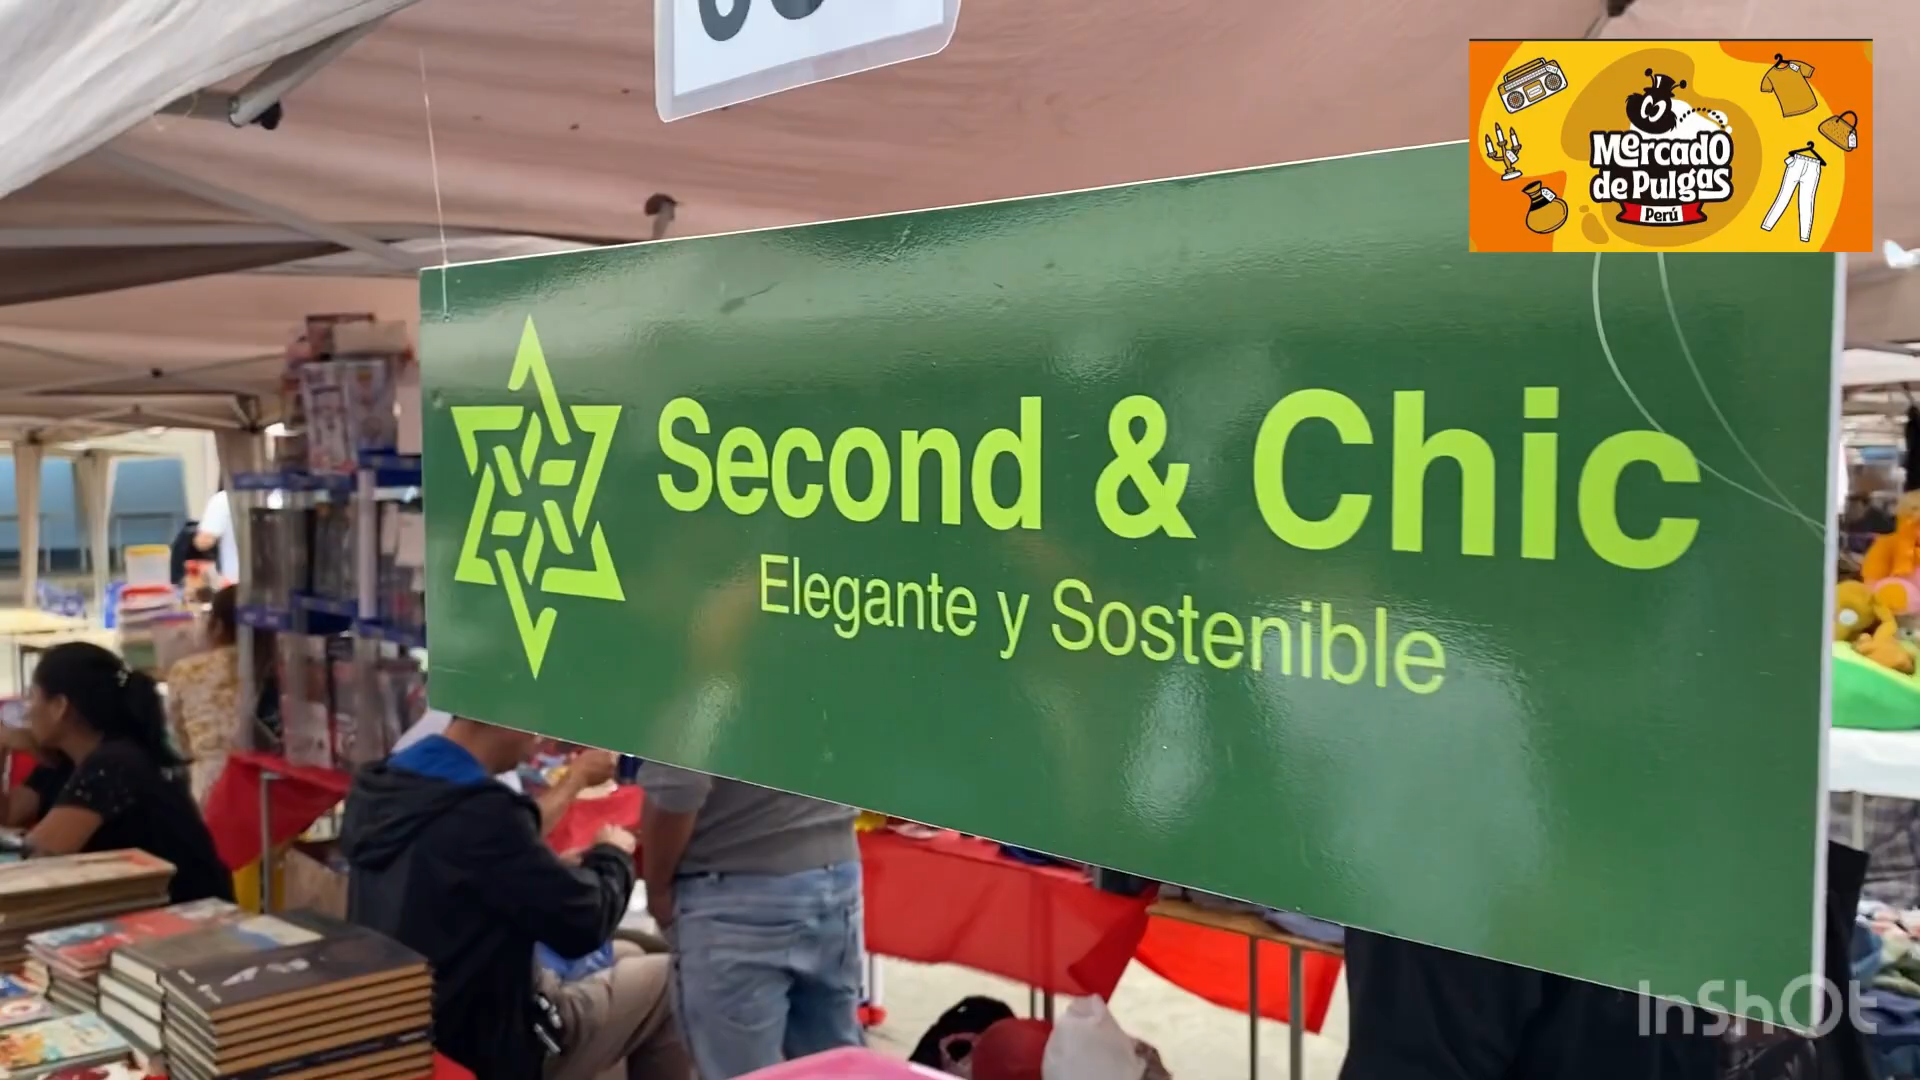 Mercado
de Pulgas
Perú
Second & Chic
Elegante y Sostenible
InShOt